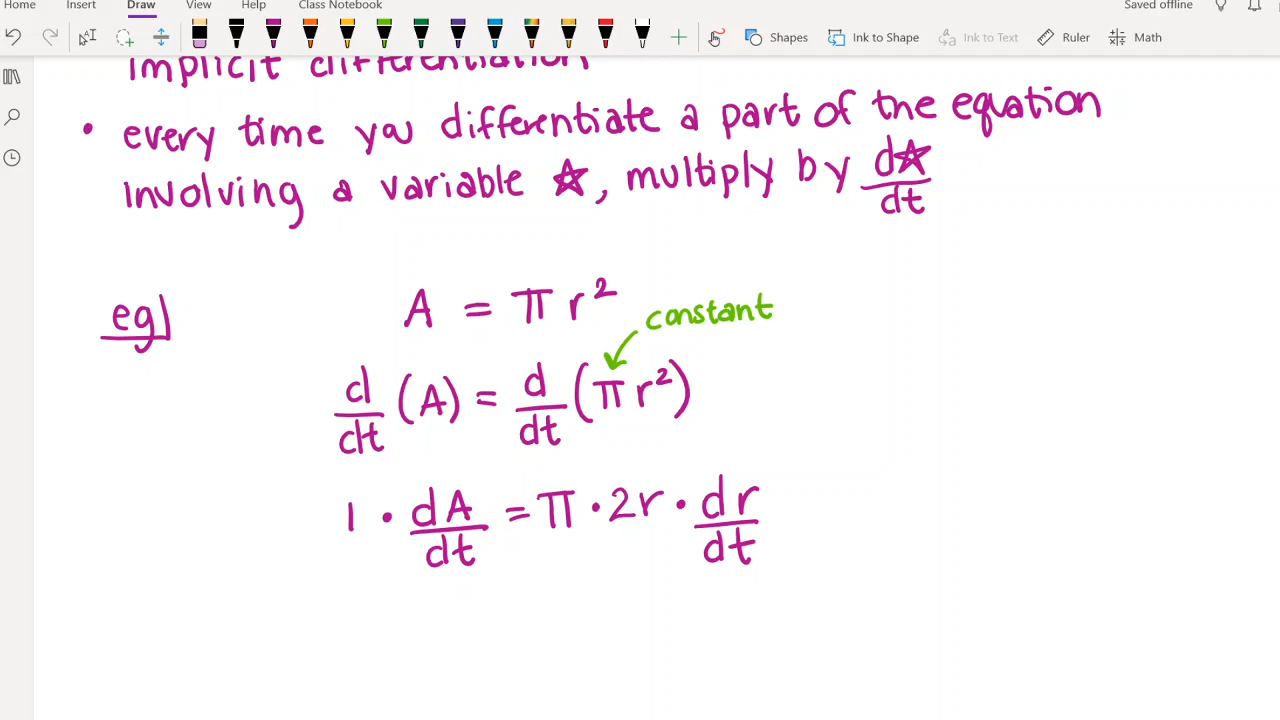 Home Insert Draw View Help Class Notebook Saved offline
Shapes Ink to Shape Ink to Text Ruler Math
implicit differentiation
• every time you differentiate a part of the equation
involving a variable ☆, multiply by d☆/dt
eg) A = πr²
constant
d/dt (A) = d/dt (πr²)
1 · dA/dt = π · 2r · dr/dt